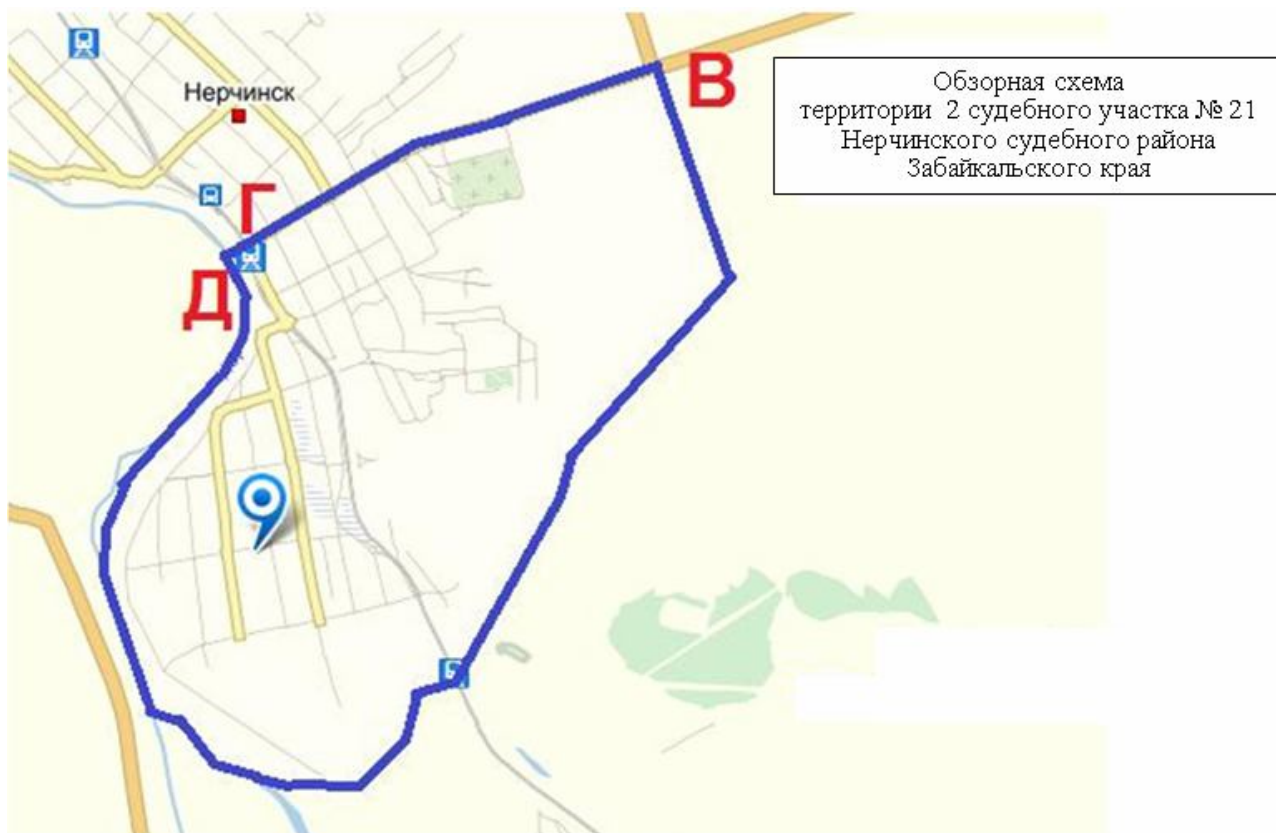 В
Обзорная схема
территории 2 судебного участка № 21
Нерчинского судебного района
Забайкальского края
Нерчинск
Г
Д